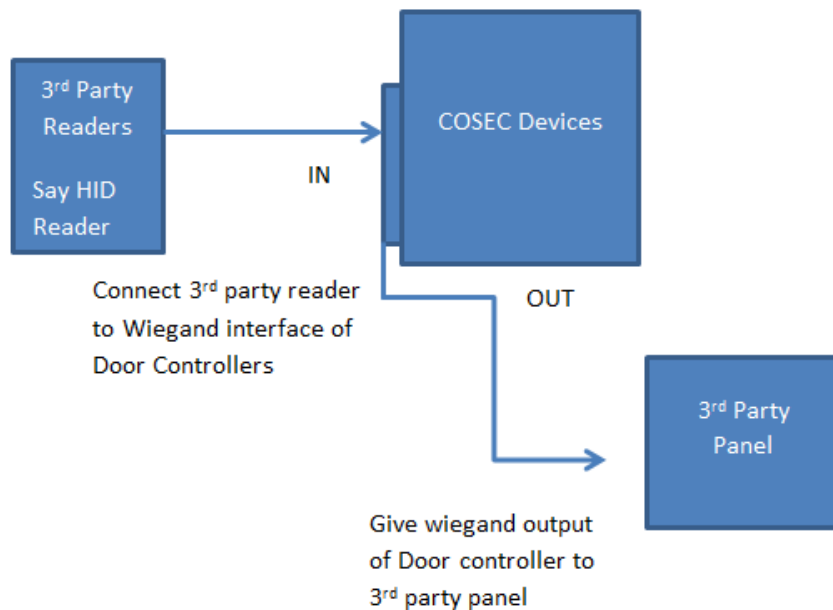 3rd Party
Readers
Say HID
Reader
IN
COSEC Devices
Connect 3rd party reader
to Wiegand interface of
Door Controllers
OUT
3rd Party
Panel
Give wiegand output
of Door controller to
3rd party panel